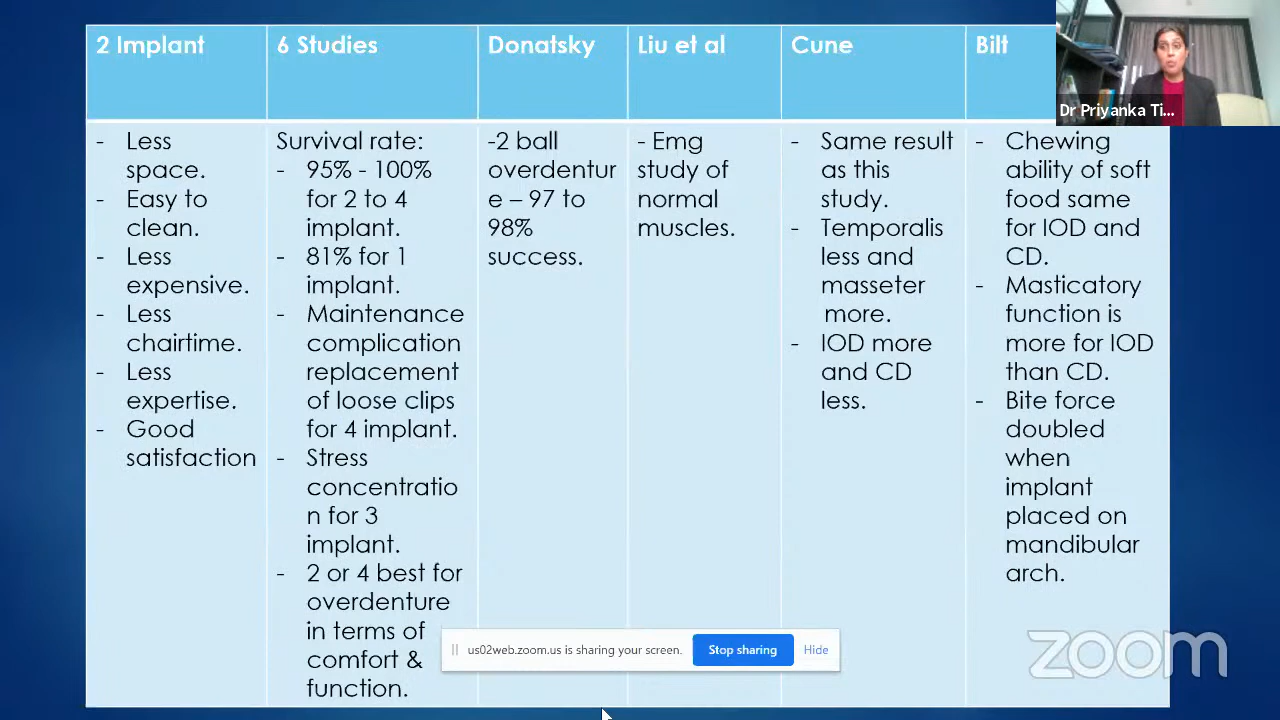 2 Implant
6 Studies
Donatsky
Liu et al
Cune
Bilt
Dr Priyanka Ti...
- Less
space.
- Easy to
clean.
- Less
expensive.
- Less
chairtime.
- Less
expertise.
- Good
satisfaction
Survival rate:
- 95% - 100%
for 2 to 4
implant.
- 81% for 1
implant.
- Maintenance
complication
replacement
of loose clips
for 4 implant.
- Stress
concentratio
n for 3
implant.
- 2 or 4 best for
overdenture
in terms of
comfort &
function.
-2 ball
overdentur
e – 97 to
98%
success.
- Emg
study of
normal
muscles.
- Same result
as this
study.
- Temporalis
less and
masseter
more.
- IOD more
and CD
less.
- Chewing
ability of soft
food same
for IOD and
CD.
- Masticatory
function is
more for IOD
than CD.
- Bite force
doubled
when
implant
placed on
mandibular
arch.
us02web.zoom.us is sharing your screen.
Stop sharing
Hide
zoom